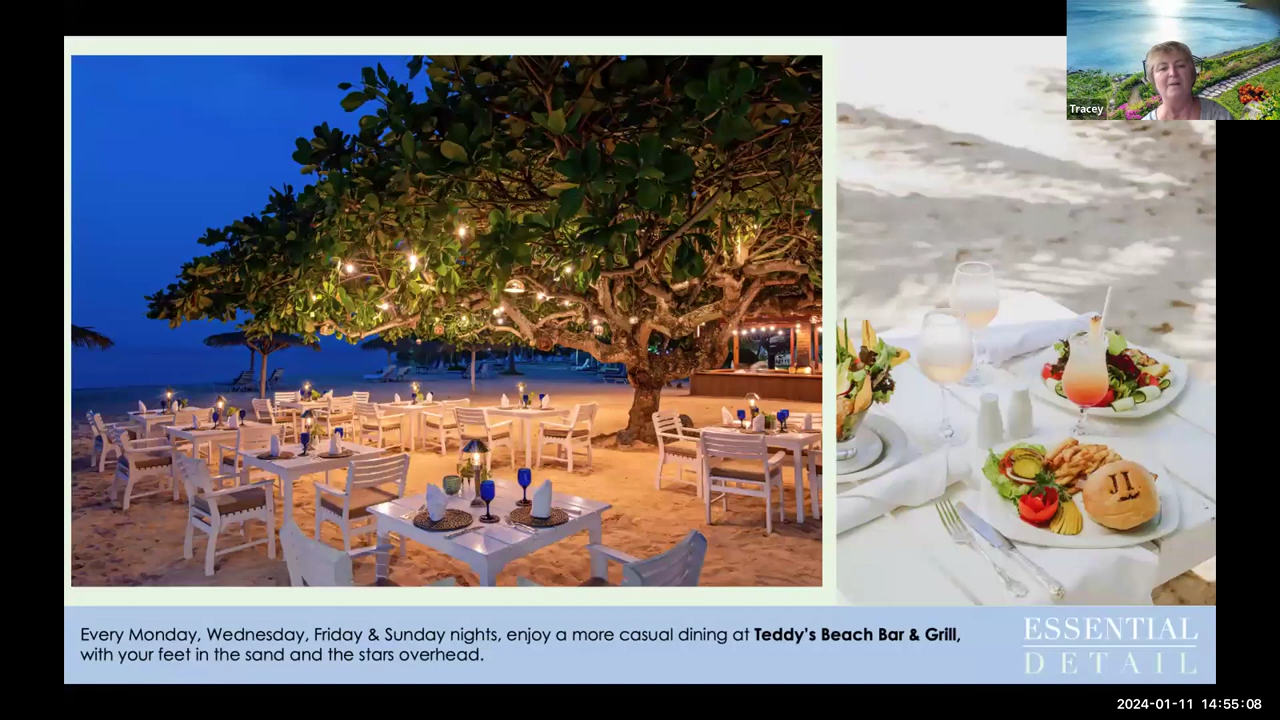 Tracey
JI
Every Monday, Wednesday, Friday & Sunday nights, enjoy a more casual dining at Teddy's Beach Bar & Grill,
with your feet in the sand and the stars overhead.
ESSENTIAL
DETAIL
2024-01-11 14:55:08